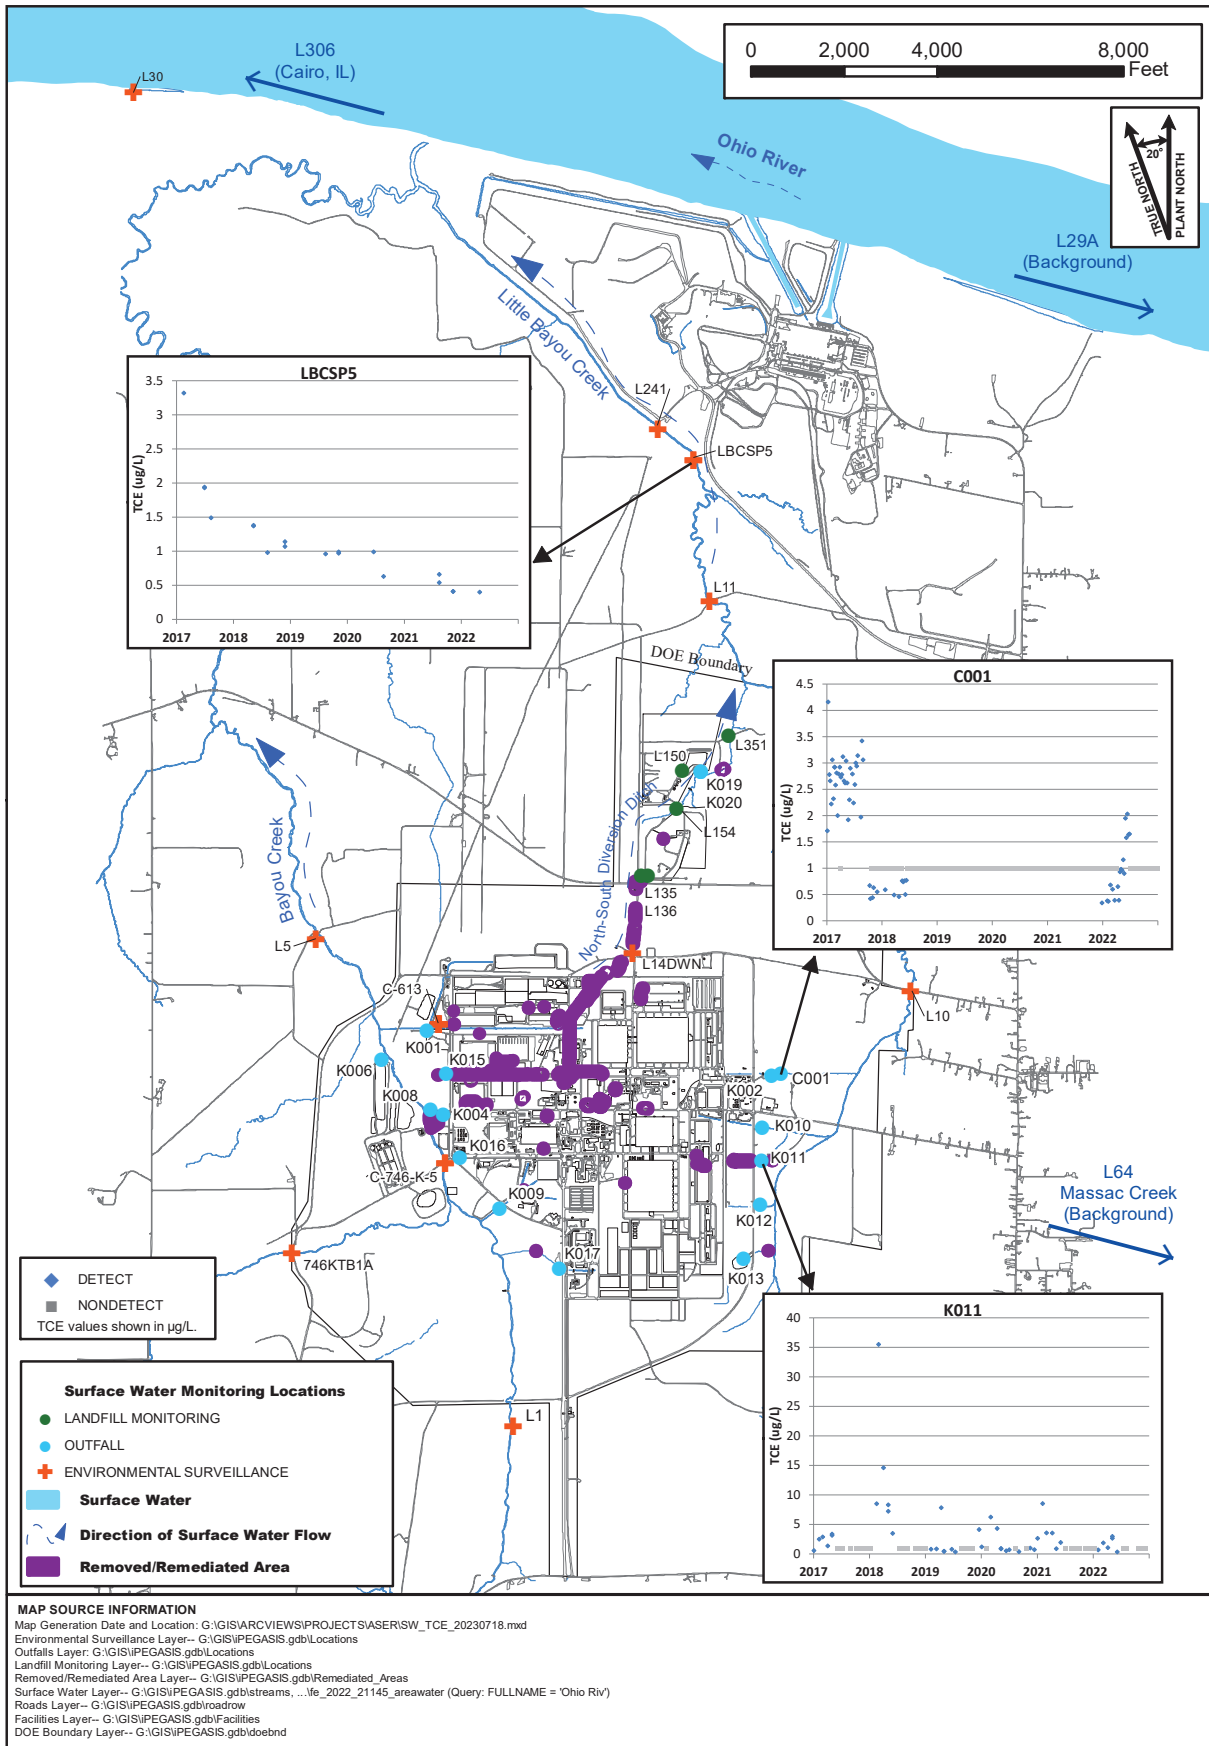 L306
(Cairo, IL)
L30
0
2,000
4,000
8,000
Feet
20°
TRUE NORTH
PLANT NORTH
Ohio River
L29A
(Background)
Little Bayou Creek
L241
LBCSP5
LBCSP5
TCE (ug/L)
3.5
3
2.5
2
1.5
1
0.5
0
2017 2018 2019 2020 2021 2022
L11
DOE Boundary
C001
TCE (ug/L)
4.5
4
3.5
3
2.5
2
1.5
1
0.5
0
2017 2018 2019 2020 2021 2022
L351
L150
K019
K020
L154
North-South Diversion Ditch
L135
L136
L14DWN
Bayou Creek
L5
C-613
L10
K001
K015
K006
K002
C001
K008
K004
K010
K016
K011
C-746-K-5
L64
Massac Creek
(Background)
K009
K012
746KTB1A
K017
K013
DETECT
NONDETECT
TCE values shown in µg/L.
K011
TCE (ug/L)
40
35
30
25
20
15
10
5
0
2017 2018 2019 2020 2021 2022
L1
Surface Water Monitoring Locations
LANDFILL MONITORING
OUTFALL
ENVIRONMENTAL SURVEILLANCE
Surface Water
Direction of Surface Water Flow
Removed/Remediated Area
MAP SOURCE INFORMATION
Map Generation Date and Location: G:\GIS\ARCVIEWS\PROJECTS\ASER\SW_TCE_20230718.mxd
Environmental Surveillance Layer-- G:\GIS\iPEGASIS.gdb\Locations
Outfalls Layer: G:\GIS\iPEGASIS.gdb\Locations
Landfill Monitoring Layer-- G:\GIS\iPEGASIS.gdb\Locations
Removed/Remediated Area Layer-- G:\GIS\iPEGASIS.gdb\Remediated_Areas
Surface Water Layer-- G:\GIS\iPEGASIS.gdb\streams, ...\fe_2022_21145_areawater (Query: FULLNAME = 'Ohio Riv')
Roads Layer-- G:\GIS\iPEGASIS.gdb\roadrow
Facilities Layer-- G:\GIS\iPEGASIS.gdb\Facilities
DOE Boundary Layer-- G:\GIS\iPEGASIS.gdb\doebnd